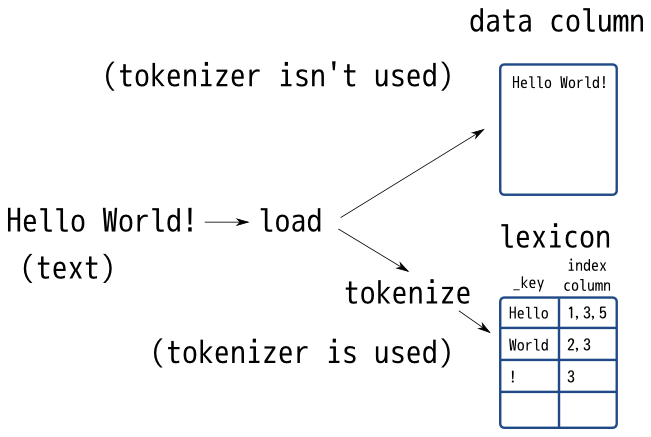 data column
(tokenizer isn't used)
Hello World!
Hello World!
load
(text)
lexicon
_key
index
column
tokenize
Hello 1,3,5
World 2,3
! 3
(tokenizer is used)